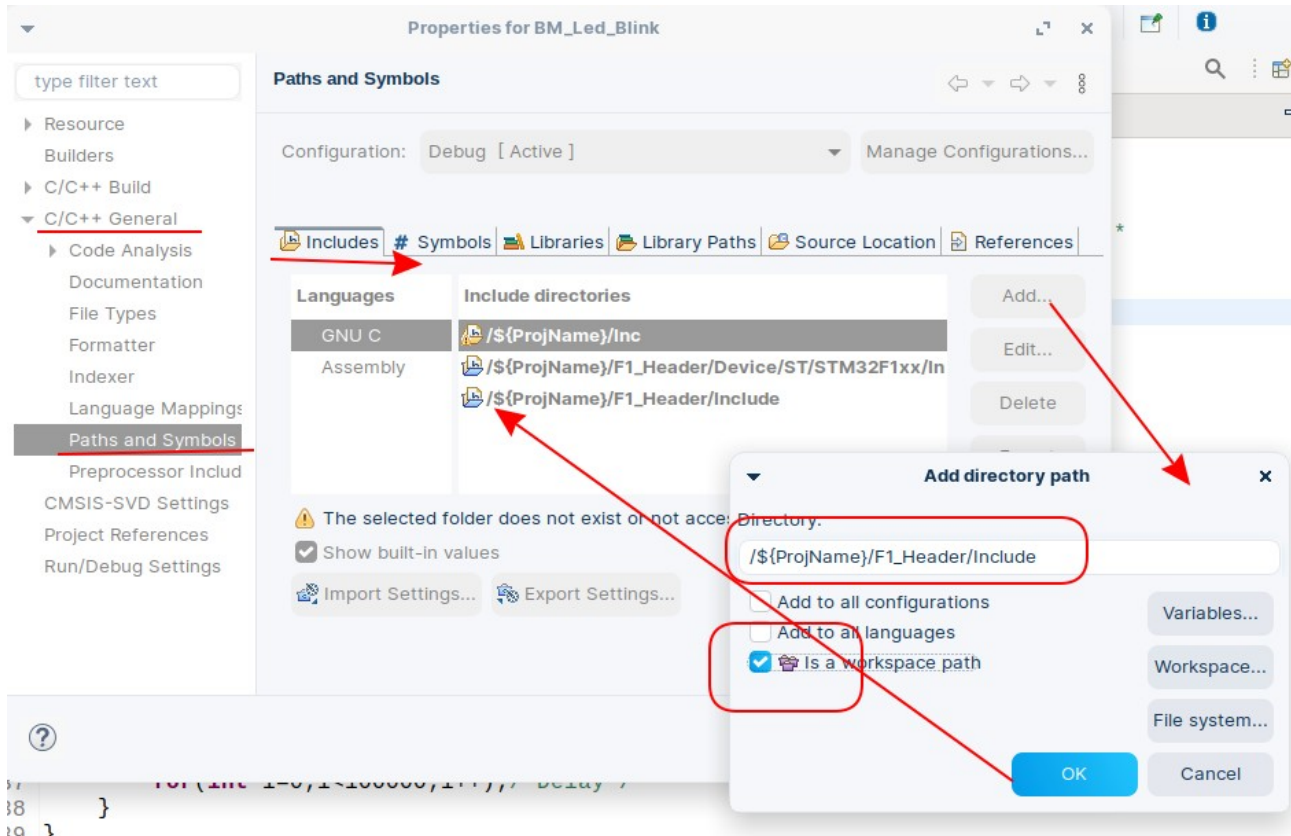 Properties for BM_Led_Blink
type filter text
Resource
Builders
C/C++ Build
C/C++ General
Code Analysis
Documentation
File Types
Formatter
Indexer
Language Mappings
Paths and Symbols
Preprocessor Includ
CMSIS-SVD Settings
Project References
Run/Debug Settings
Paths and Symbols
Configuration: Debug [ Active ] Manage Configurations...
Includes # Symbols Libraries Library Paths Source Location References
Languages Include directories
GNU C /${ProjName}/Inc
Assembly /${ProjName}/F1_Header/Device/ST/STM32F1xx/In
/${ProjName}/F1_Header/Include
Add...
Edit...
Delete
The selected folder does not exist or not acce
Show built-in values
Import Settings... Export Settings...
Add directory path
Directory:
/${ProjName}/F1_Header/Include
Add to all configurations
Add to all languages
Is a workspace path
Variables...
Workspace...
File system...
OK Cancel
*
38 }